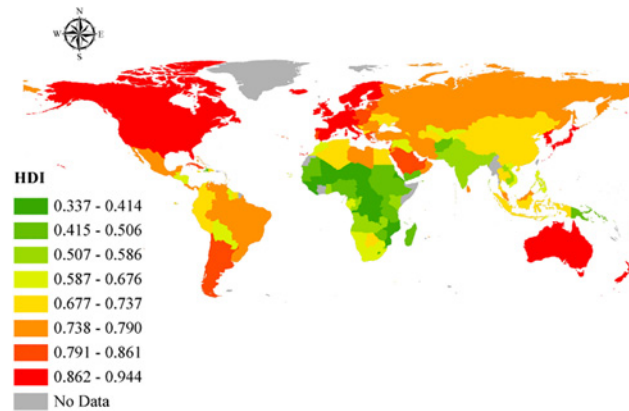 N
W E
S
HDI
0.337 - 0.414
0.415 - 0.506
0.507 - 0.586
0.587 - 0.676
0.677 - 0.737
0.738 - 0.790
0.791 - 0.861
0.862 - 0.944
No Data